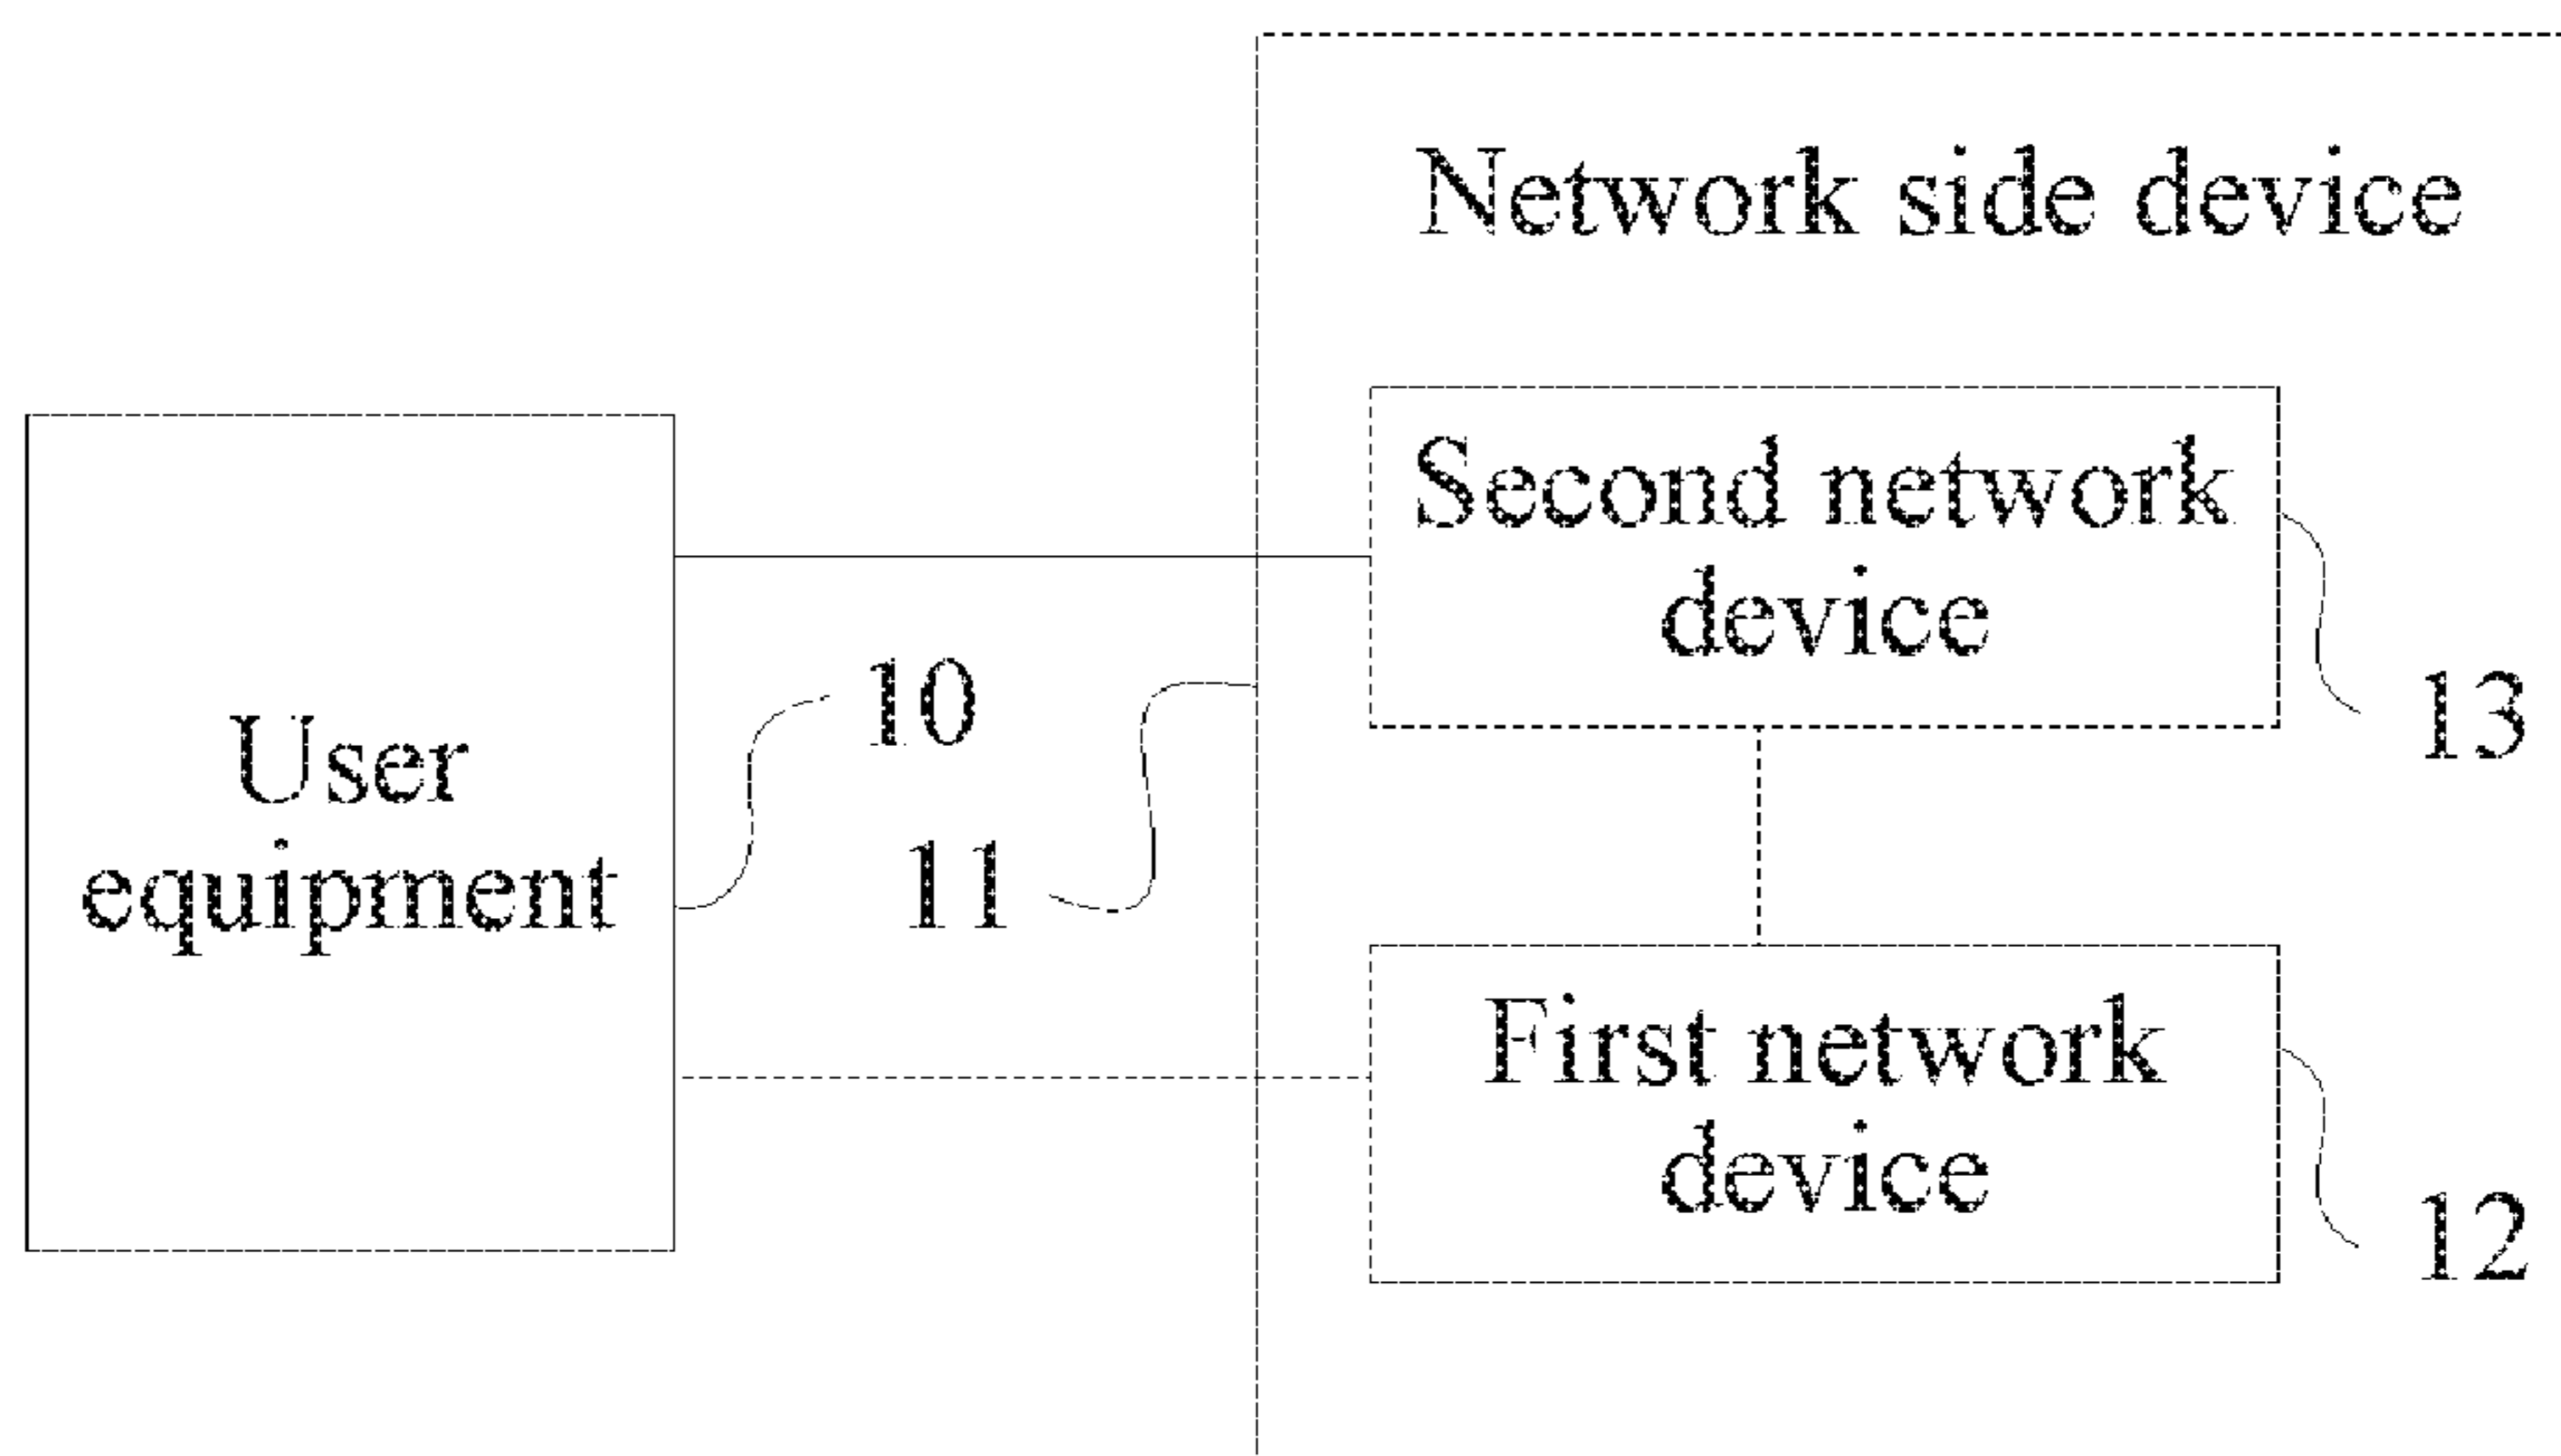 Network side device
Second network
device
10
13
User
equipment
11
First network
device
12